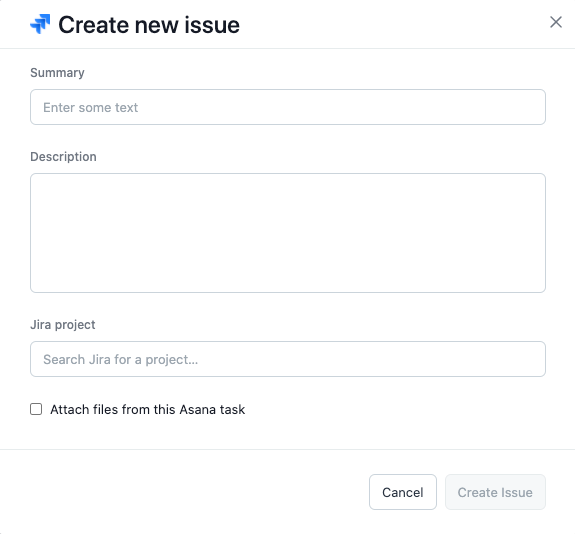 Create new issue
Summary
Enter some text
Description
Jira project
Search Jira for a project...
Attach files from this Asana task
Cancel
Create Issue